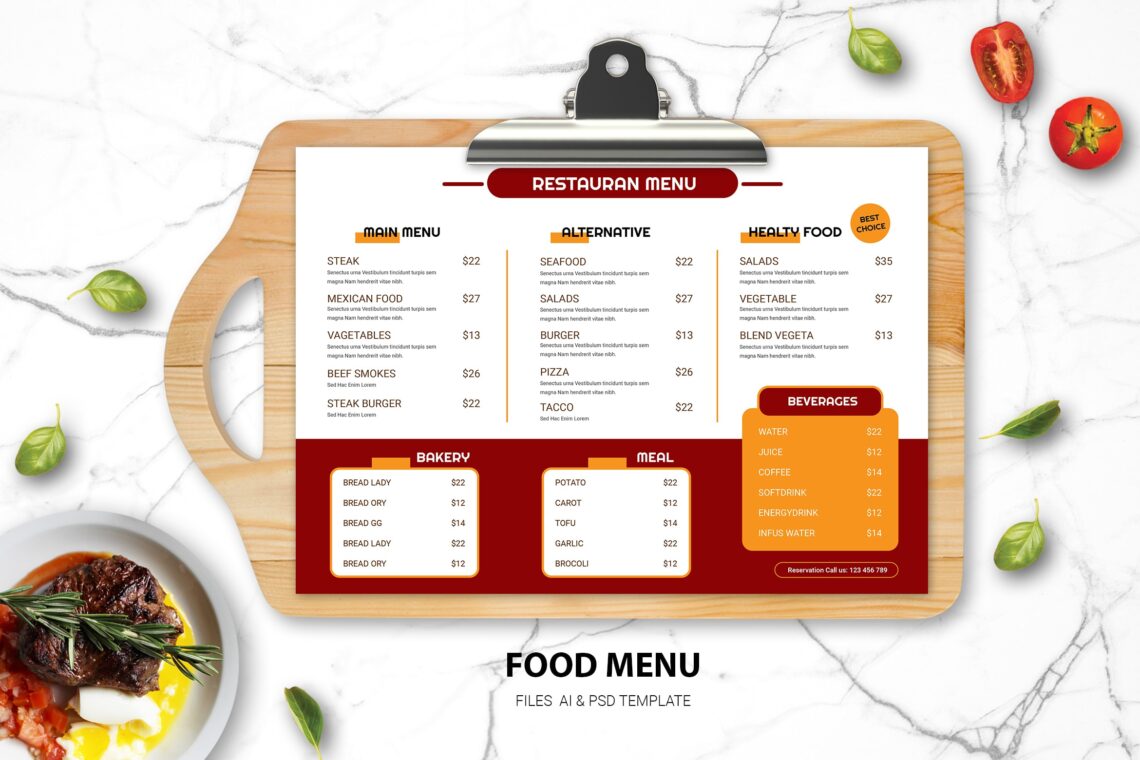 RESTAURAN MENU
MAIN MENU
STEAK $22
Senectus urna Vestibulum tincidunt turpis sem
magna Nam hendrerit vitae nibh.
MEXICAN FOOD $27
Senectus urna Vestibulum tincidunt turpis sem
magna Nam hendrerit vitae nibh.
VAGETABLES $13
Senectus urna Vestibulum tincidunt turpis sem
magna Nam hendrerit vitae nibh.
BEEF SMOKES $26
Sed Hac Enim Lorem
STEAK BURGER $22
Sed Hac Enim Lorem
ALTERNATIVE
SEAFOOD $22
Senectus urna Vestibulum tincidunt turpis sem
magna Nam hendrerit vitae nibh.
SALADS $27
Senectus urna Vestibulum tincidunt turpis sem
magna Nam hendrerit vitae nibh.
BURGER $13
Senectus urna Vestibulum tincidunt turpis sem
magna Nam hendrerit vitae nibh.
PIZZA $26
Senectus urna Vestibulum tincidunt turpis sem
magna Nam hendrerit vitae nibh.
TACCO $22
Sed Hac Enim Lorem
HEALTY FOOD
BEST
CHOICE
SALADS $35
Senectus urna Vestibulum tincidunt turpis sem
magna Nam hendrerit vitae nibh.
VEGETABLE $27
Senectus urna Vestibulum tincidunt turpis sem
magna Nam hendrerit vitae nibh.
BLEND VEGETA $13
Senectus urna Vestibulum tincidunt turpis sem
magna Nam hendrerit vitae nibh.
BAKERY
BREAD LADY $22
BREAD ORY $12
BREAD GG $14
BREAD LADY $22
BREAD ORY $12
MEAL
POTATO $22
CAROT $12
TOFU $14
GARLIC $22
BROCOLI $12
BEVERAGES
WATER $22
JUICE $12
COFFEE $14
SOFTDRINK $22
ENERGYDRINK $12
INFUS WATER $14
Reservation Call us: 123 456 789
FOOD MENU
FILES AI & PSD TEMPLATE